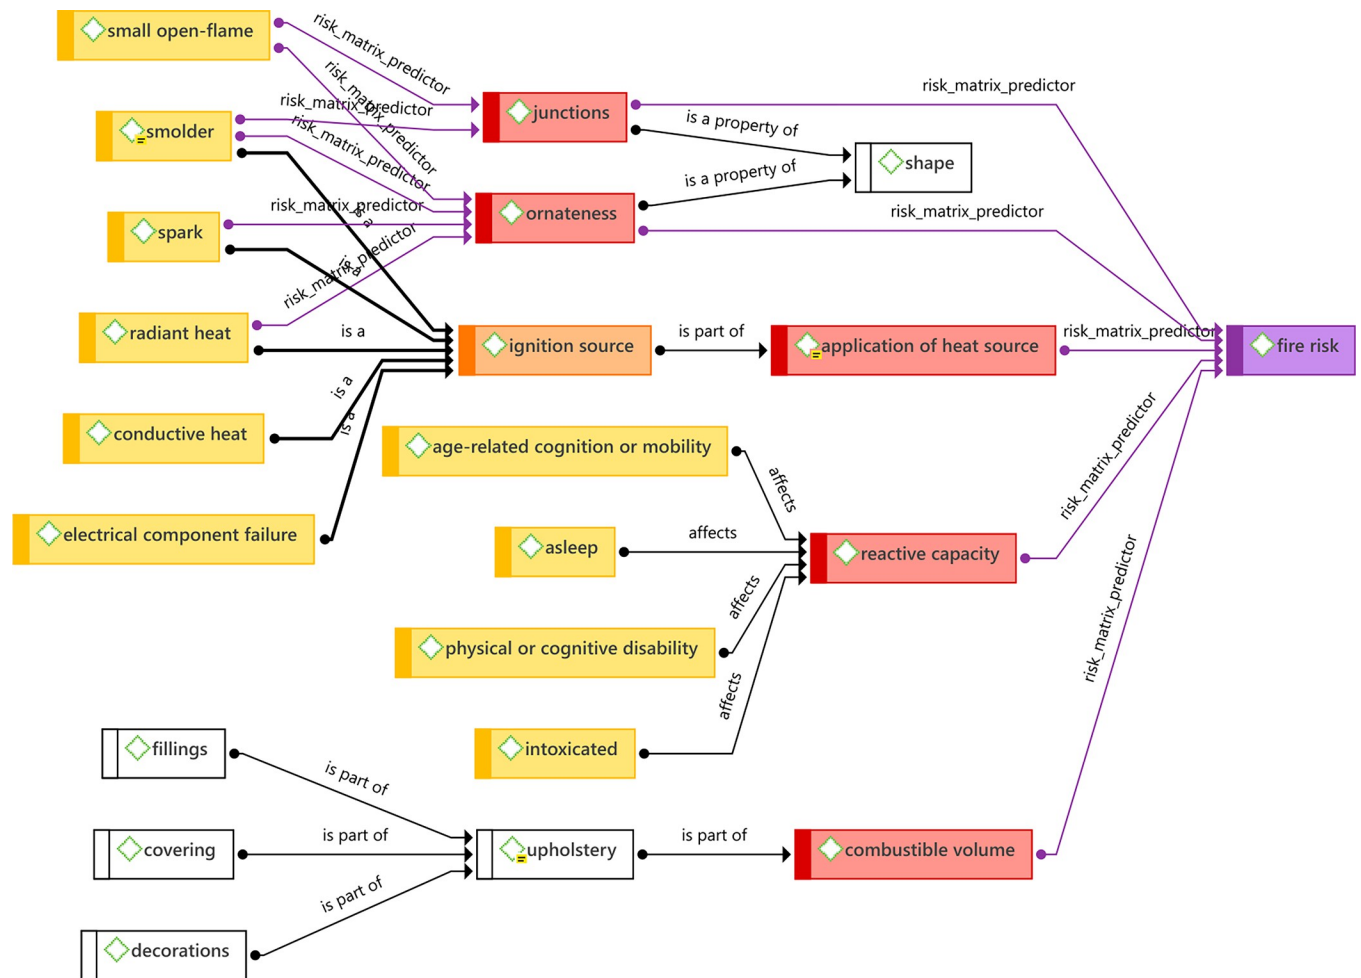 small open-flame
risk_matrix_predictor
risk_matrix_predictor
risk_matrix_predictor
junctions
risk_matrix_predictor
smolder
is a property of
risk_matrix_predictor
shape
is a property of
risk_matrix_predictor
ornateness
risk_matrix_predictor
is a
spark
risk_matrix_predictor
is a
radiant heat
is a
ignition source
is part of
application of heat source
risk_matrix_predictor
fire risk
is a
conductive heat
is a
age-related cognition or mobility
affects
risk_matrix_predictor
electrical component failure
asleep
affects
reactive capacity
affects
physical or cognitive disability
risk_matrix_predictor
affects
fillings
intoxicated
is part of
covering
is part of
upholstery
is part of
combustible volume
is part of
decorations